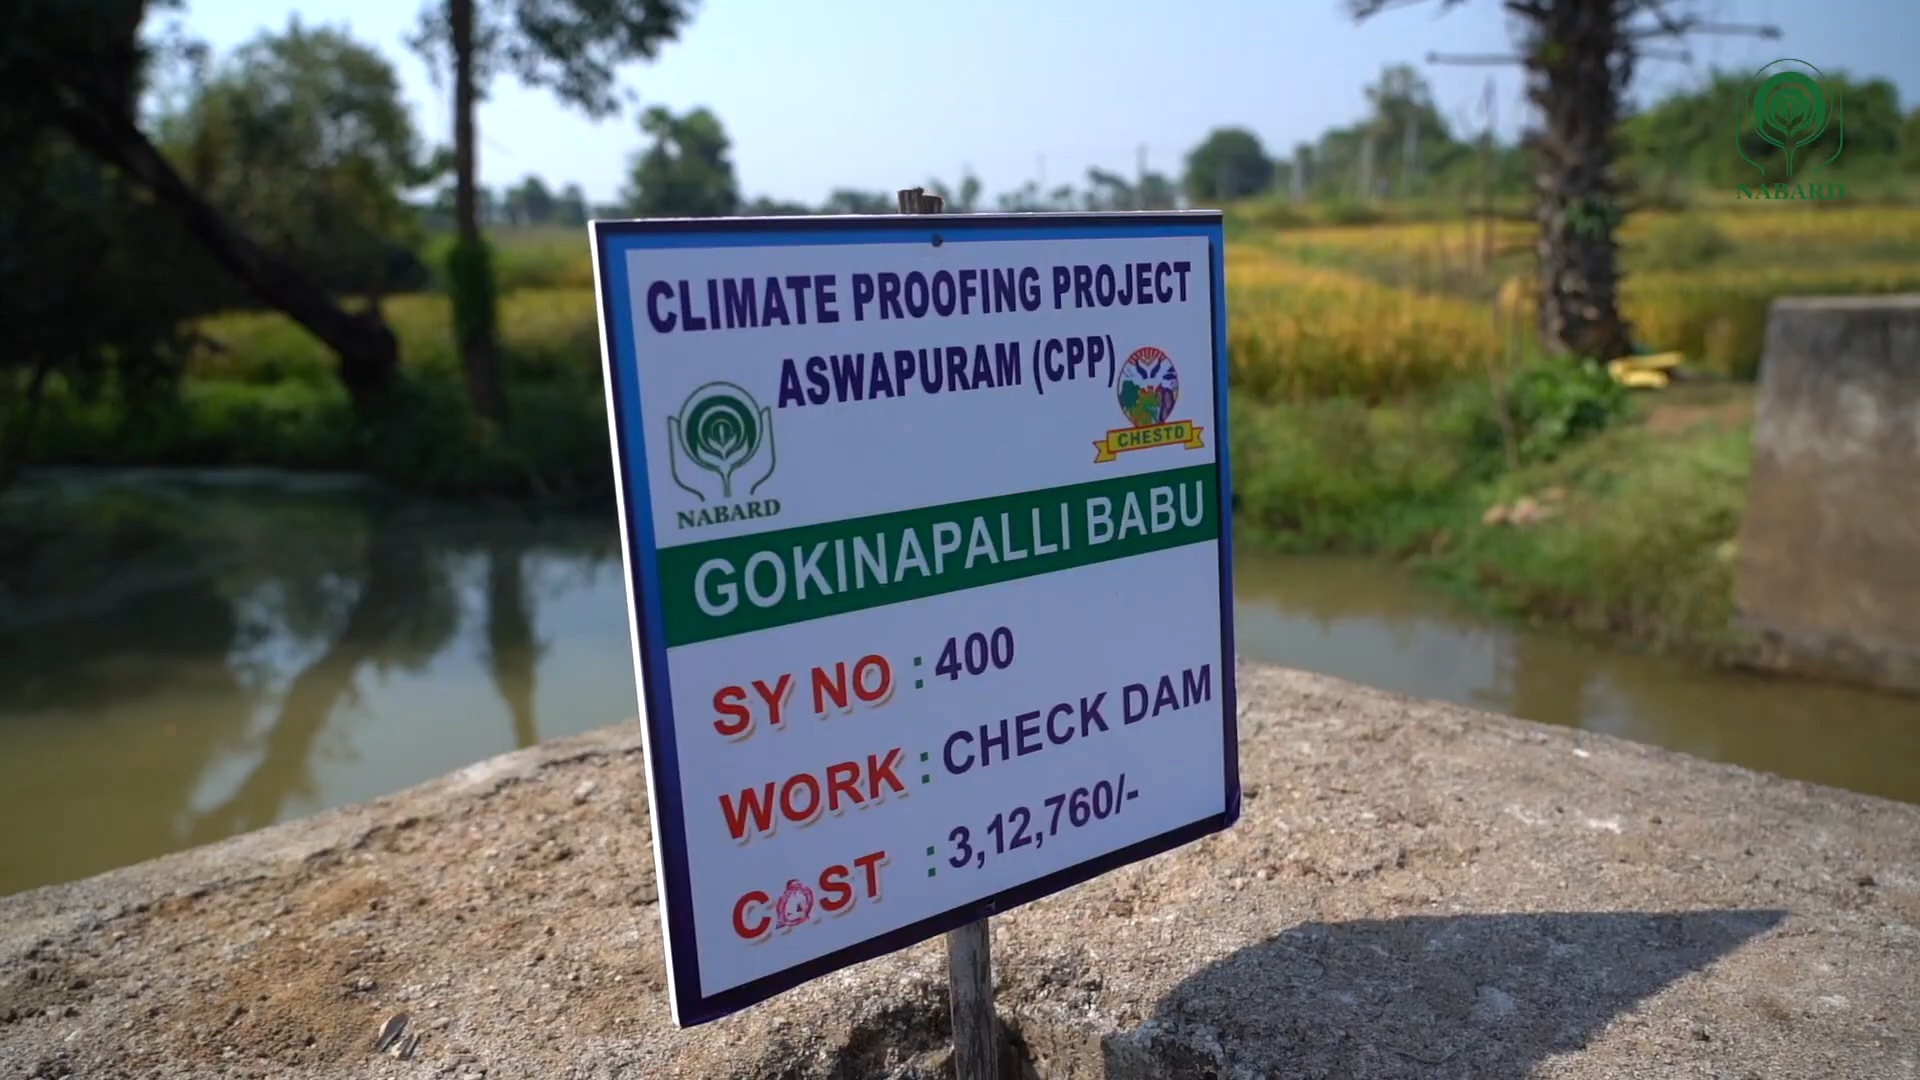 CLIMATE PROOFING PROJECT
ASWAPURAM (CPP)
NABARD
CHESTD
GOKINAPALLI BABU
SY NO : 400
WORK : CHECK DAM
COST : 3,12,760/-
NABARD